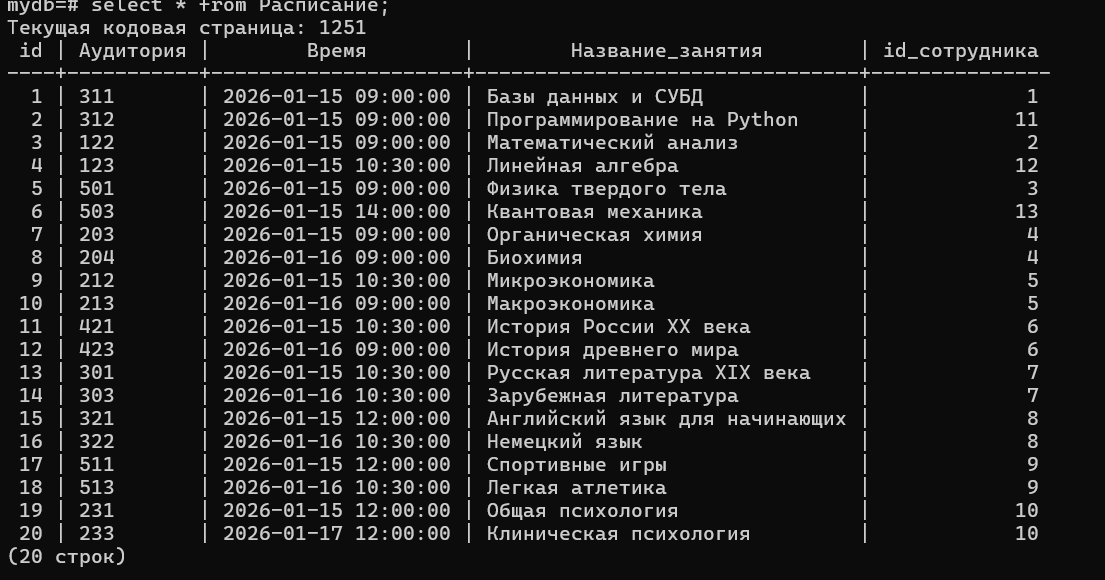 mydb=# select * from Расписание;
Текущая кодовая страница: 1251
 id | Аудитория |        Время        |        Название_занятия        | id_сотрудника
----+-----------+---------------------+--------------------------------+---------------
  1 | 311       | 2026-01-15 09:00:00 | Базы данных и СУБД             |             1
  2 | 312       | 2026-01-15 09:00:00 | Программирование на Python     |            11
  3 | 122       | 2026-01-15 09:00:00 | Математический анализ          |             2
  4 | 123       | 2026-01-15 10:30:00 | Линейная алгебра               |            12
  5 | 501       | 2026-01-15 09:00:00 | Физика твердого тела           |             3
  6 | 503       | 2026-01-15 14:00:00 | Квантовая механика             |            13
  7 | 203       | 2026-01-15 09:00:00 | Органическая химия             |             4
  8 | 204       | 2026-01-16 09:00:00 | Биохимия                       |             4
  9 | 212       | 2026-01-15 10:30:00 | Микроэкономика                 |             5
 10 | 213       | 2026-01-16 09:00:00 | Макроэкономика                 |             5
 11 | 421       | 2026-01-15 10:30:00 | История России XX века         |             6
 12 | 423       | 2026-01-16 09:00:00 | История древнего мира          |             6
 13 | 301       | 2026-01-15 10:30:00 | Русская литература XIX века    |             7
 14 | 303       | 2026-01-16 10:30:00 | Зарубежная литература          |             7
 15 | 321       | 2026-01-15 12:00:00 | Английский язык для начинающих |             8
 16 | 322       | 2026-01-16 10:30:00 | Немецкий язык                  |             8
 17 | 511       | 2026-01-15 12:00:00 | Спортивные игры                |             9
 18 | 513       | 2026-01-16 10:30:00 | Легкая атлетика                |             9
 19 | 231       | 2026-01-15 12:00:00 | Общая психология               |            10
 20 | 233       | 2026-01-17 12:00:00 | Клиническая психология         |            10
(20 строк)